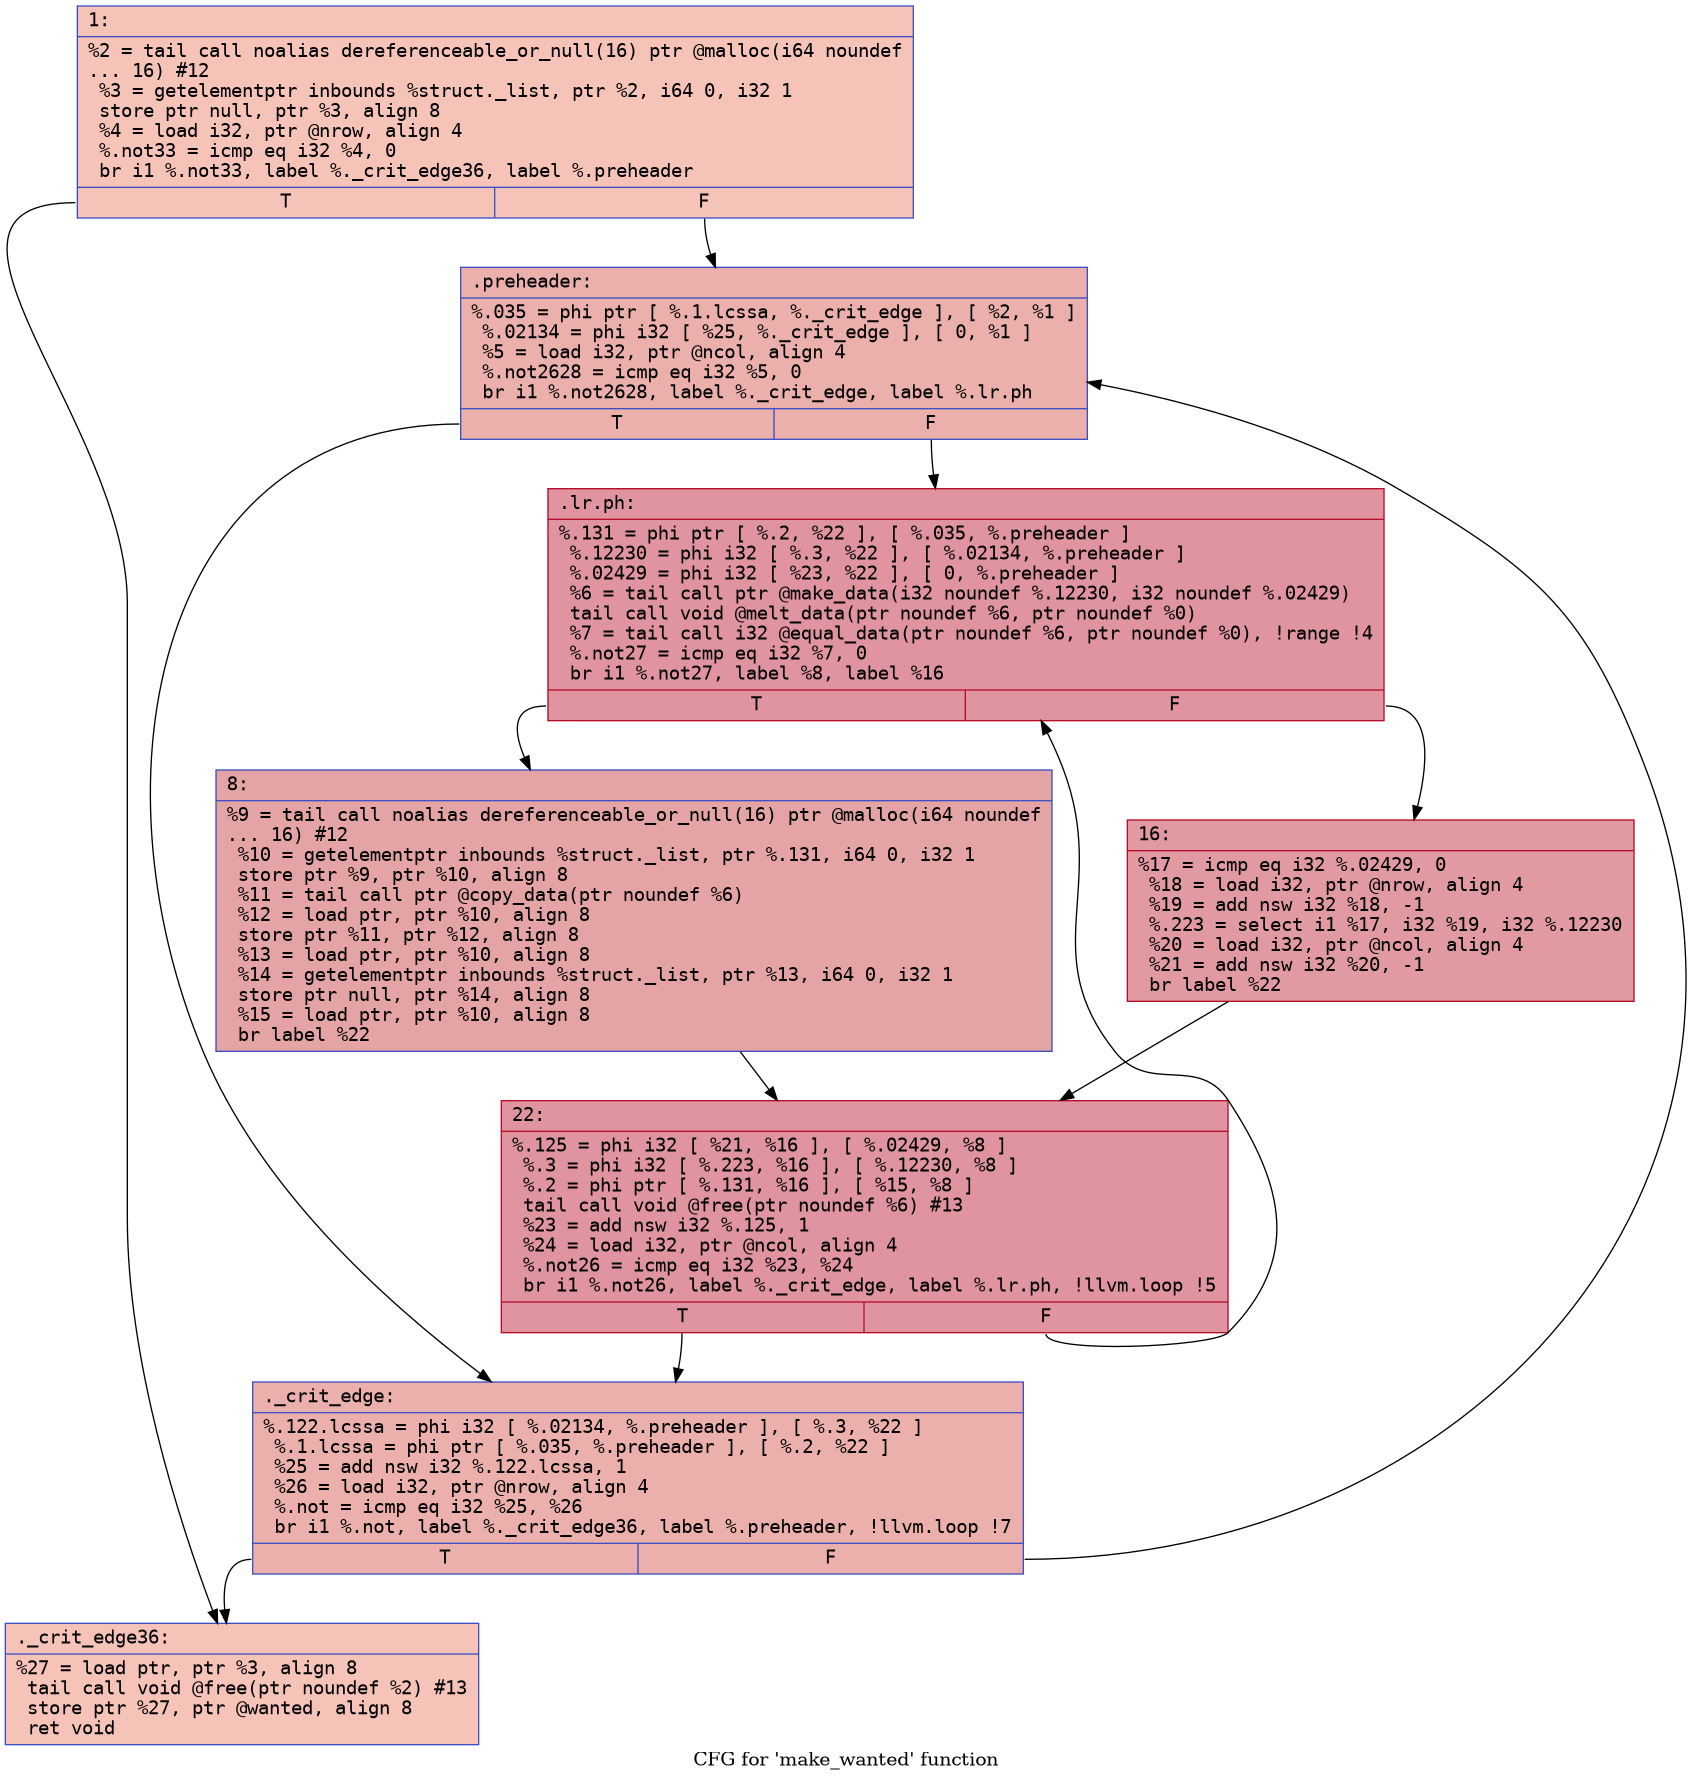 1:
%2 = tail call noalias dereferenceable_or_null(16) ptr @malloc(i64 noundef
... 16) #12
%3 = getelementptr inbounds %struct._list, ptr %2, i64 0, i32 1
store ptr null, ptr %3, align 8
%4 = load i32, ptr @nrow, align 4
%.not33 = icmp eq i32 %4, 0
br i1 %.not33, label %._crit_edge36, label %.preheader
T
F
.preheader:
%.035 = phi ptr [ %.1.lcssa, %._crit_edge ], [ %2, %1 ]
%.02134 = phi i32 [ %25, %._crit_edge ], [ 0, %1 ]
%5 = load i32, ptr @ncol, align 4
%.not2628 = icmp eq i32 %5, 0
br i1 %.not2628, label %._crit_edge, label %.lr.ph
T
F
.lr.ph:
%.131 = phi ptr [ %.2, %22 ], [ %.035, %.preheader ]
%.12230 = phi i32 [ %.3, %22 ], [ %.02134, %.preheader ]
%.02429 = phi i32 [ %23, %22 ], [ 0, %.preheader ]
%6 = tail call ptr @make_data(i32 noundef %.12230, i32 noundef %.02429)
tail call void @melt_data(ptr noundef %6, ptr noundef %0)
%7 = tail call i32 @equal_data(ptr noundef %6, ptr noundef %0), !range !4
%.not27 = icmp eq i32 %7, 0
br i1 %.not27, label %8, label %16
T
F
8:
%9 = tail call noalias dereferenceable_or_null(16) ptr @malloc(i64 noundef
... 16) #12
%10 = getelementptr inbounds %struct._list, ptr %.131, i64 0, i32 1
store ptr %9, ptr %10, align 8
%11 = tail call ptr @copy_data(ptr noundef %6)
%12 = load ptr, ptr %10, align 8
store ptr %11, ptr %12, align 8
%13 = load ptr, ptr %10, align 8
%14 = getelementptr inbounds %struct._list, ptr %13, i64 0, i32 1
store ptr null, ptr %14, align 8
%15 = load ptr, ptr %10, align 8
br label %22
16:
%17 = icmp eq i32 %.02429, 0
%18 = load i32, ptr @nrow, align 4
%19 = add nsw i32 %18, -1
%.223 = select i1 %17, i32 %19, i32 %.12230
%20 = load i32, ptr @ncol, align 4
%21 = add nsw i32 %20, -1
br label %22
22:
%.125 = phi i32 [ %21, %16 ], [ %.02429, %8 ]
%.3 = phi i32 [ %.223, %16 ], [ %.12230, %8 ]
%.2 = phi ptr [ %.131, %16 ], [ %15, %8 ]
tail call void @free(ptr noundef %6) #13
%23 = add nsw i32 %.125, 1
%24 = load i32, ptr @ncol, align 4
%.not26 = icmp eq i32 %23, %24
br i1 %.not26, label %._crit_edge, label %.lr.ph, !llvm.loop !5
T
F
._crit_edge:
%.122.lcssa = phi i32 [ %.02134, %.preheader ], [ %.3, %22 ]
%.1.lcssa = phi ptr [ %.035, %.preheader ], [ %.2, %22 ]
%25 = add nsw i32 %.122.lcssa, 1
%26 = load i32, ptr @nrow, align 4
%.not = icmp eq i32 %25, %26
br i1 %.not, label %._crit_edge36, label %.preheader, !llvm.loop !7
T
F
._crit_edge36:
%27 = load ptr, ptr %3, align 8
tail call void @free(ptr noundef %2) #13
store ptr %27, ptr @wanted, align 8
ret void
CFG for 'make_wanted' function